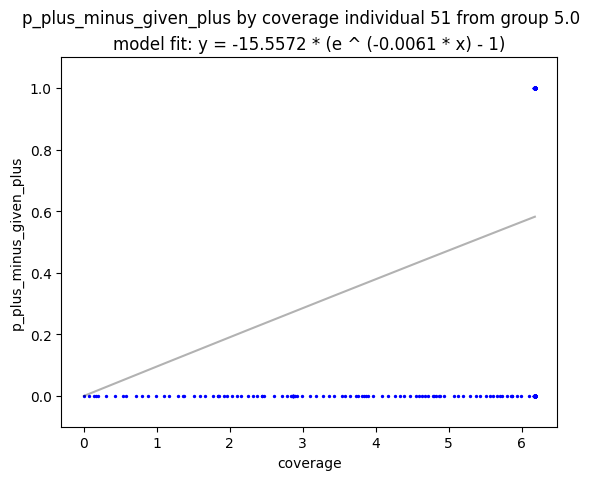 p_plus_minus_given_plus by coverage individual 51 from group 5.0
model fit: y = -15.5572 * (e ^ (-0.0061 * x) - 1)
1.0
0.8
0.6
0.4
0.2
0.0
p_plus_minus_given_plus
0 1 2 3 4 5 6
coverage